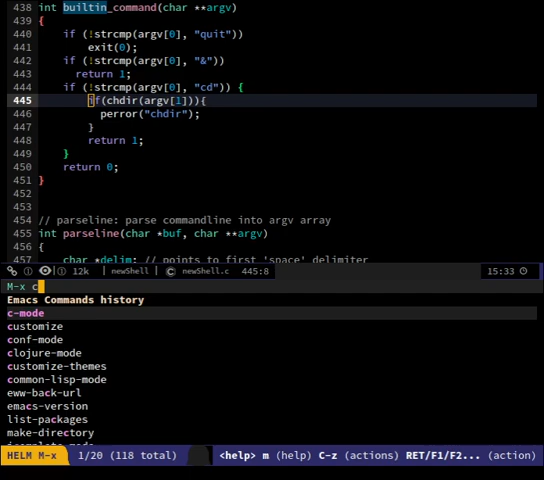 438 int builtin_command(char **argv)
439 {
440 if (!strcmp(argv[0], "quit"))
441 exit(0);
442 if (!strcmp(argv[0], "&"))
443 return 1;
444 if (!strcmp(argv[0], "cd")) {
445 if(chdir(argv[1])){
446 perror("chdir");
447 }
448 return 1;
449 }
450 return 0;
451 }
452
453
454 // parseline: parse commandline into argv array
455 int parseline(char *buf, char **argv)
456 {
457 char *delim; // points to first 'space' delimiter
12k | newShell | C newShell.c 445:8 15:33
M-x c
Emacs Commands history
c-mode
customize
conf-mode
clojure-mode
customize-themes
common-lisp-mode
eww-back-url
emacs-version
list-packages
make-directory
HELM M-x 1/20 (118 total) <help> m (help) C-z (actions) RET/F1/F2... (action)